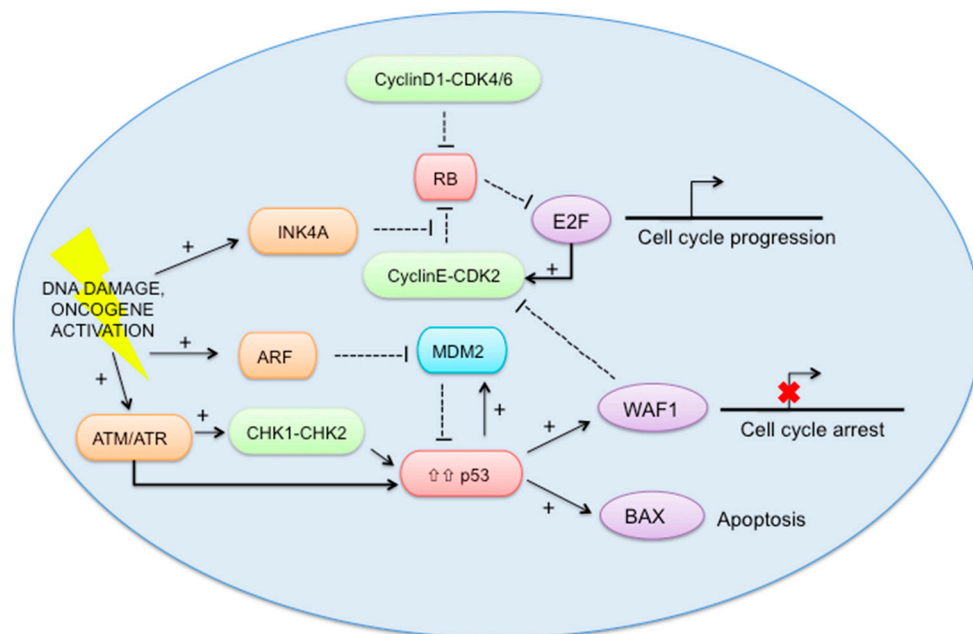 CyclinD1-CDK4/6
RB
E2F
Cell cycle progression
+
INK4A
CyclinE-CDK2
+
DNA DAMAGE,
ONCOGENE
ACTIVATION
+
ARF
MDM2
+
+
ATM/ATR
+
CHK1-CHK2
⇧⇧ p53
+
WAF1
Cell cycle arrest
+
BAX
Apoptosis